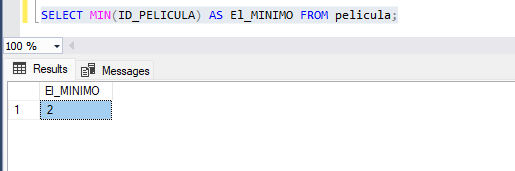 SELECT MIN(ID_PELICULA) AS El_MINIMO FROM pelicula;
100 %
Results Messages
El_MINIMO
1 2